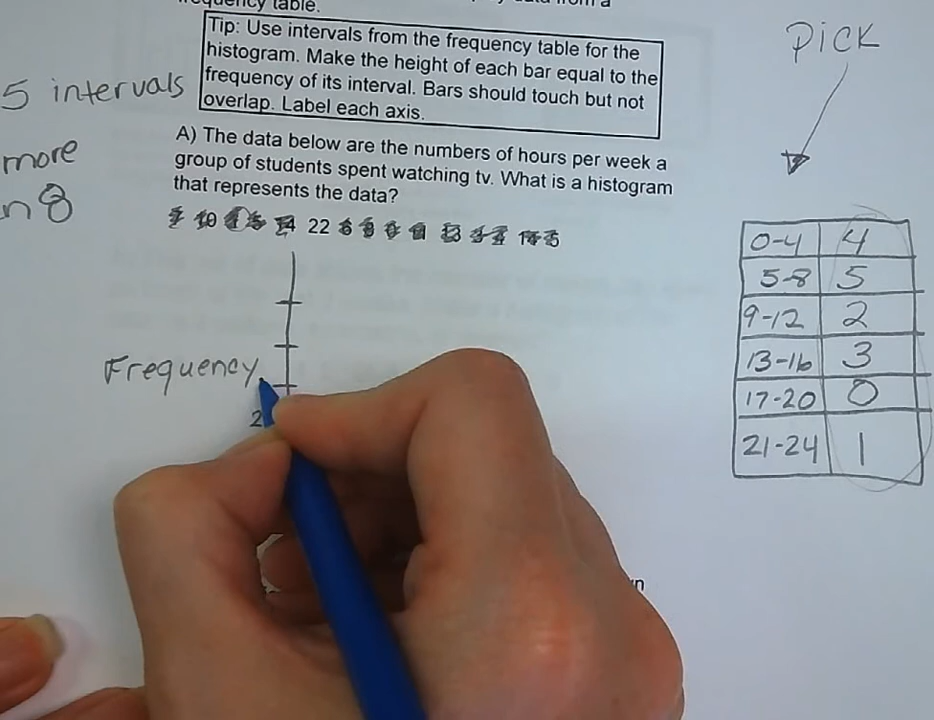 frequency table.
Tip: Use intervals from the frequency table for the
histogram. Make the height of each bar equal to the
frequency of its interval. Bars should touch but not
overlap. Label each axis.
PICK
5 intervals
more
n 8
A) The data below are the numbers of hours per week a
group of students spent watching tv. What is a histogram
that represents the data?
22
0-4 4
5-8 5
9-12 2
13-16 3
17-20 0
21-24 1
Frequency
2